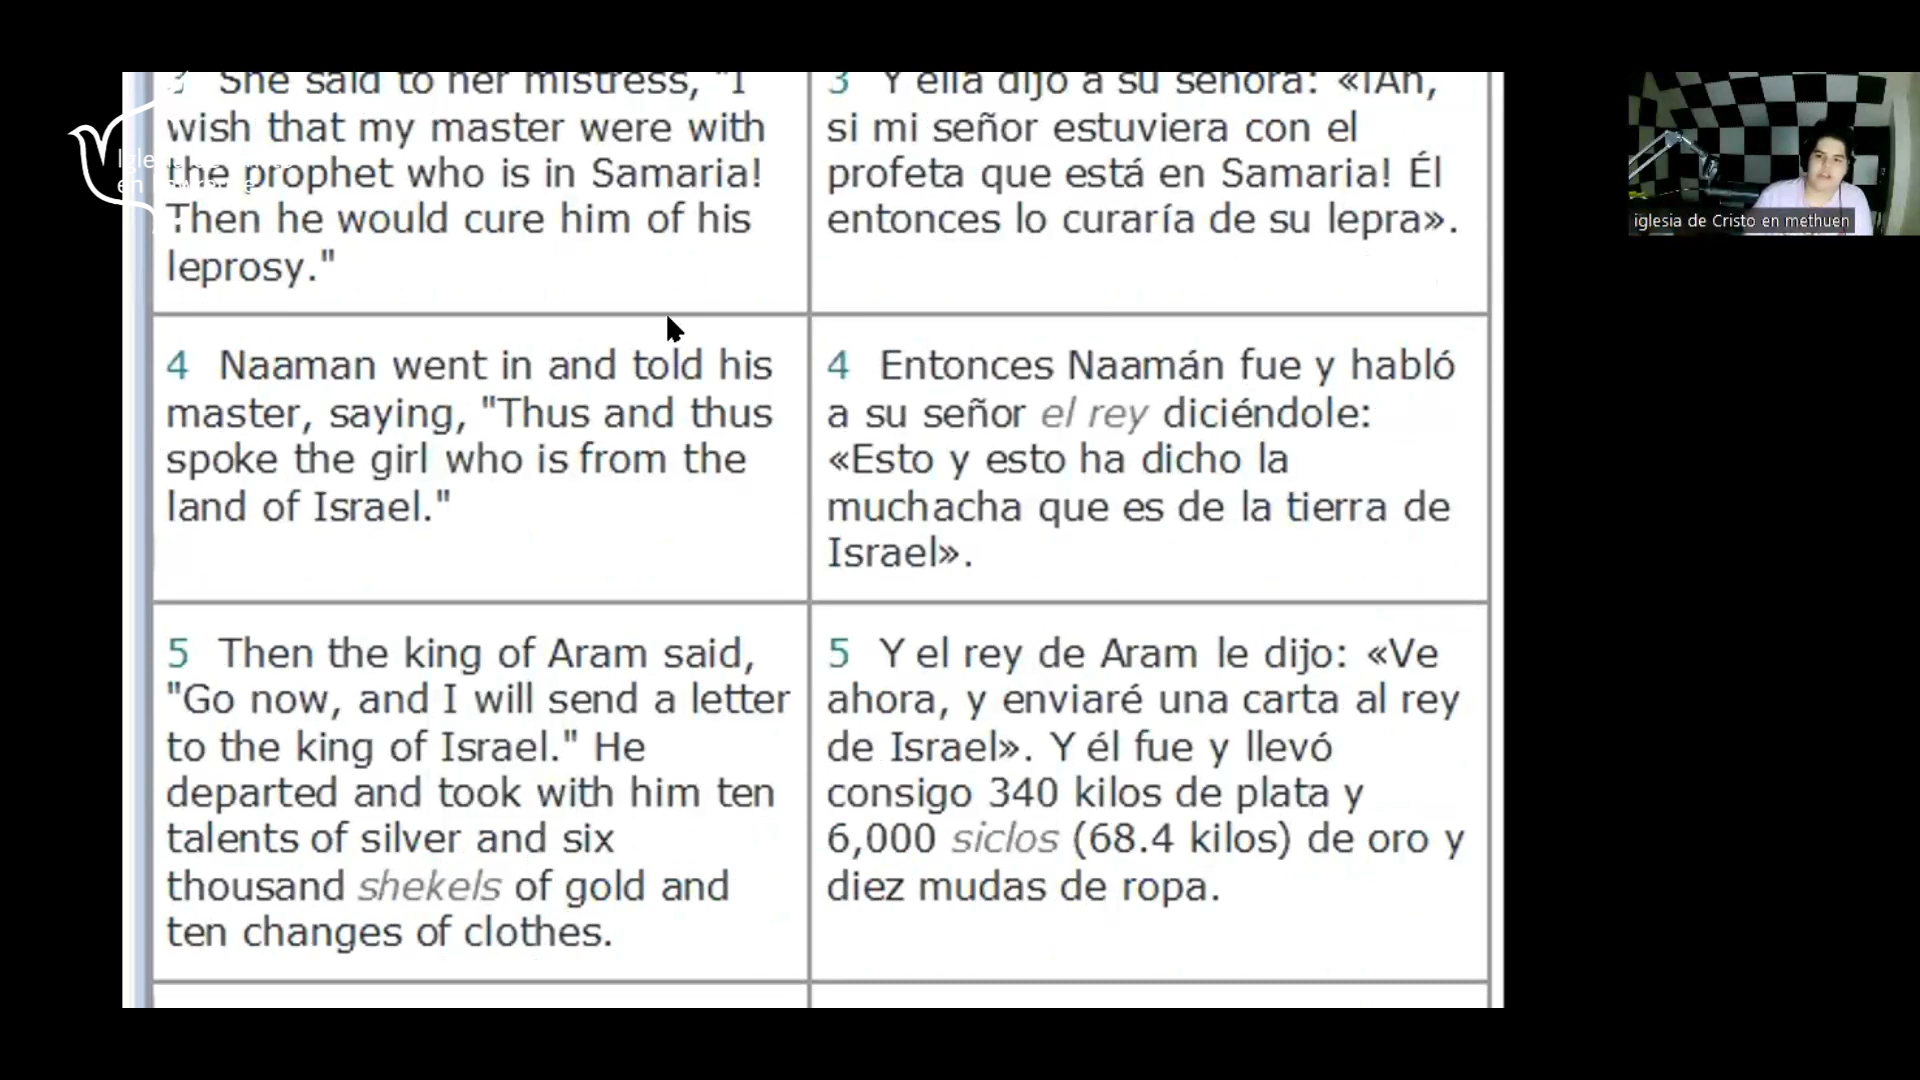 3 She said to her mistress, "I
wish that my master were with
the prophet who is in Samaria!
Then he would cure him of his
leprosy."
3 Y ella dijo a su señora: «¡Ah,
si mi señor estuviera con el
profeta que está en Samaria! Él
entonces lo curaría de su lepra».
4 Naaman went in and told his
master, saying, "Thus and thus
spoke the girl who is from the
land of Israel."
4 Entonces Naamán fue y habló
a su señor el rey diciéndole:
«Esto y esto ha dicho la
muchacha que es de la tierra de
Israel».
5 Then the king of Aram said,
"Go now, and I will send a letter
to the king of Israel." He
departed and took with him ten
talents of silver and six
thousand shekels of gold and
ten changes of clothes.
5 Y el rey de Aram le dijo: «Ve
ahora, y enviaré una carta al rey
de Israel». Y él fue y llevó
consigo 340 kilos de plata y
6,000 siclos (68.4 kilos) de oro y
diez mudas de ropa.
iglesia de Cristo en methuen